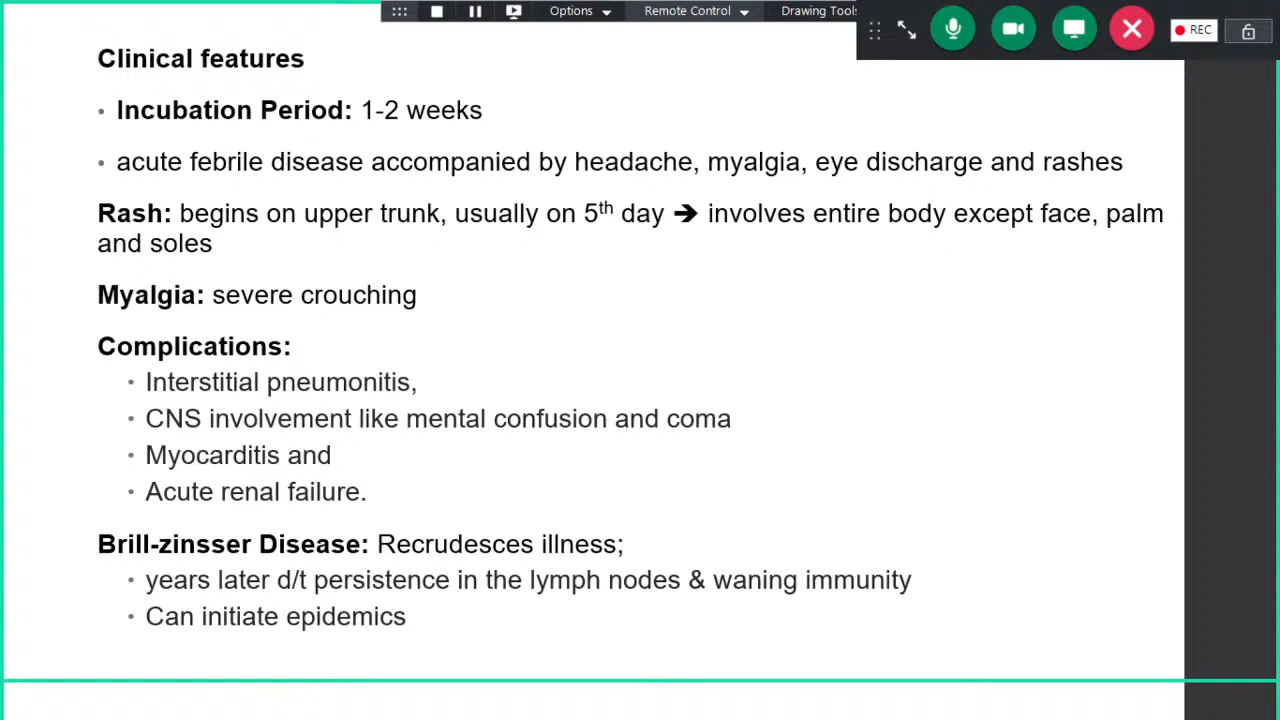 Options
Remote Control
Drawing Tools
REC
Clinical features
• Incubation Period: 1-2 weeks
• acute febrile disease accompanied by headache, myalgia, eye discharge and rashes
Rash: begins on upper trunk, usually on 5th day ➔ involves entire body except face, palm
and soles
Myalgia: severe crouching
Complications:
• Interstitial pneumonitis,
• CNS involvement like mental confusion and coma
• Myocarditis and
• Acute renal failure.
Brill-zinsser Disease: Recrudesces illness;
• years later d/t persistence in the lymph nodes & waning immunity
• Can initiate epidemics